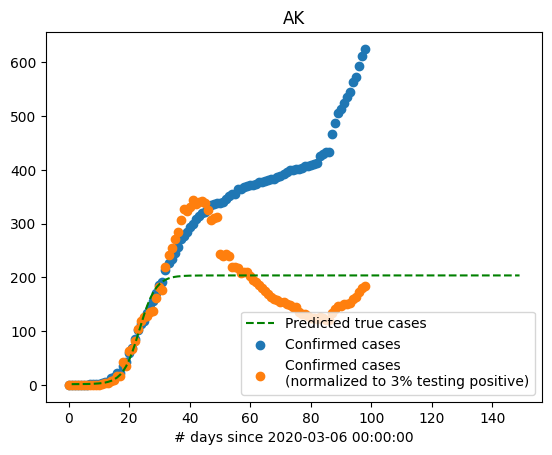 AK
600
500
400
300
200
100
0
Predicted true cases
Confirmed cases
Confirmed cases
(normalized to 3% testing positive)
0 20 40 60 80 100 120 140
# days since 2020-03-06 00:00:00